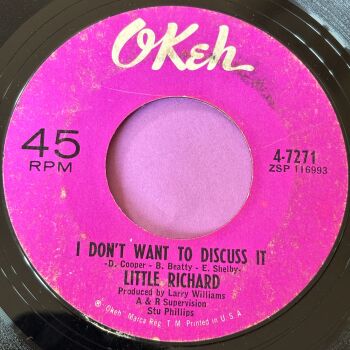 OKeh
45
RPM
4-7271
ZSP 116993
I DON'T WANT TO DISCUSS IT
-D. Cooper - B. Beatty - E. Shelby-
LITTLE RICHARD
Produced by Larry Williams
A & R Supervision
Stu Phillips
® "Okeh" Marca Reg. T M Printed in U S A